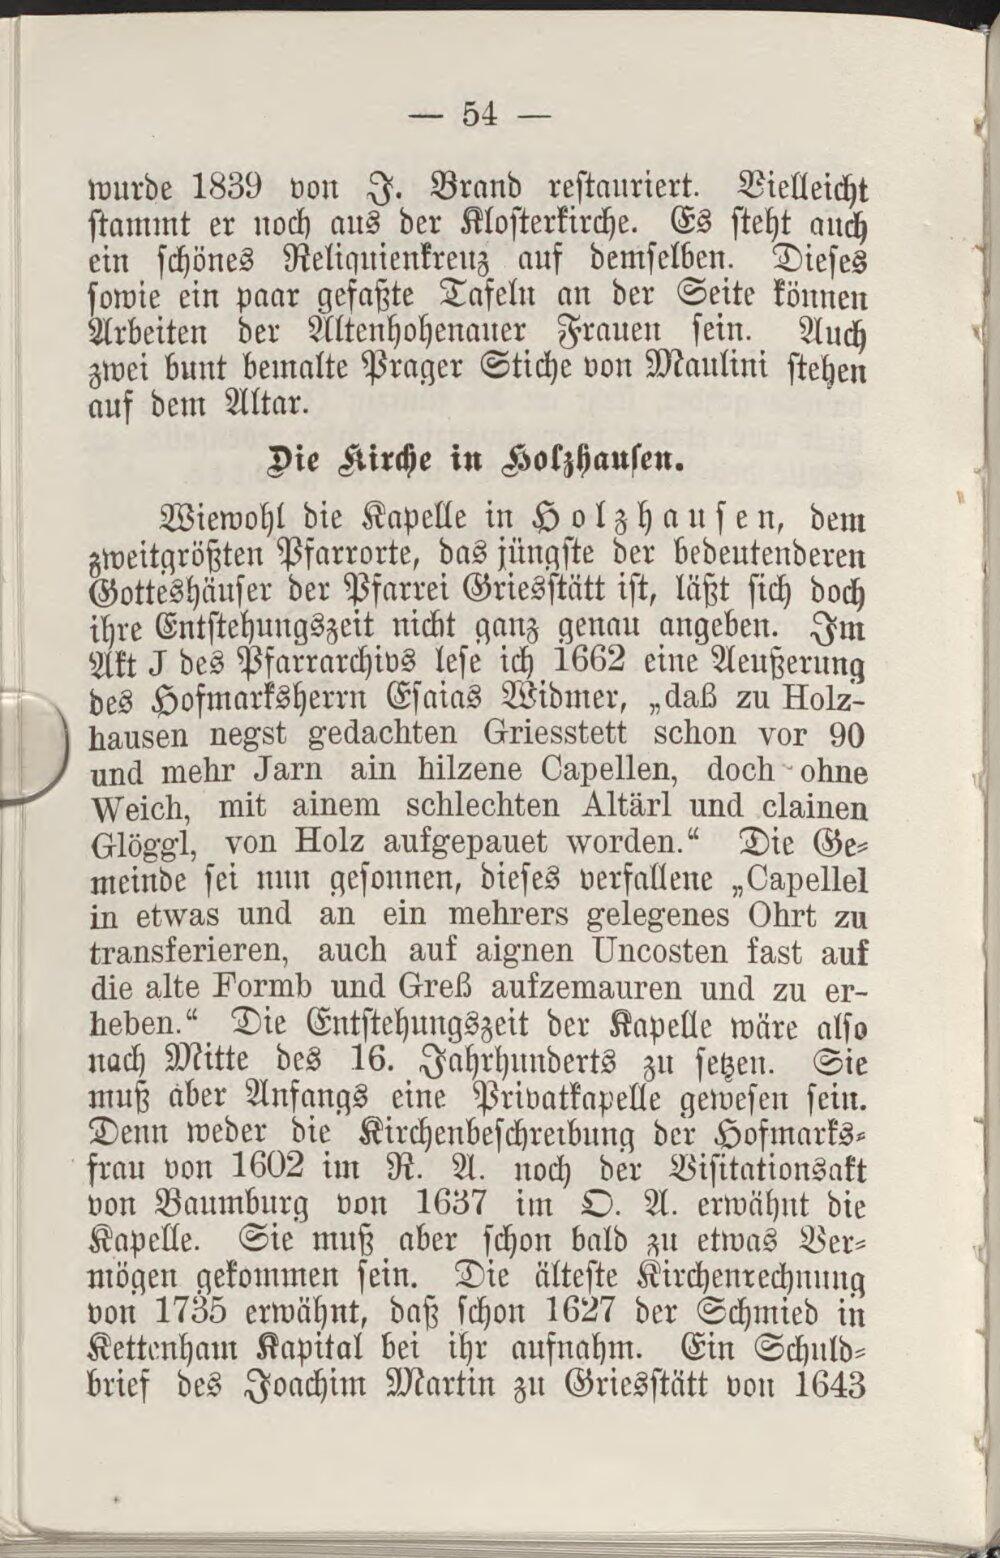 — 54 —
wurde 1839 von J. Brand restauriert. Vielleicht
stammt er noch aus der Klosterkirche. Es steht auch
ein schönes Reliquienkreuz auf demselben. Dieses
sowie ein paar gefaßte Tafeln an der Seite können
Arbeiten der Altenhohenauer Frauen sein. Auch
zwei bunt bemalte Prager Stiche von Maulini stehen
auf dem Altar.
Die Kirche in Holzhausen.
Wiewohl die Kapelle in Holzhausen, dem
zweitgrößten Pfarrorte, das jüngste der bedeutenderen
Gotteshäuser der Pfarrei Griesstätt ist, läßt sich doch
ihre Entstehungszeit nicht ganz genau angeben. Im
Akt J des Pfarrarchivs lese ich 1662 eine Aeußerung
des Hofmarksherrn Esaias Widmer, „daß zu Holz-
hausen negst gedachten Griesstett schon vor 90
und mehr Jarn ain hilzene Capellen, doch ohne
Weich, mit ainem schlechten Altärl und clainen
Glöggl, von Holz aufgepauet worden.“ Die Ge-
meinde sei nun gesonnen, dieses verfallene „Capellel
in etwas und an ein mehrers gelegenes Ohrt zu
transferieren, auch auf aignen Uncosten fast auf
die alte Formb und Greß aufzemauren und zu er-
heben.“ Die Entstehungszeit der Kapelle wäre also
nach Mitte des 16. Jahrhunderts zu setzen. Sie
muß aber Anfangs eine Privatkapelle gewesen sein.
Denn weder die Kirchenbeschreibung der Hofmarks-
frau von 1602 im R. A. noch der Visitationsakt
von Baumburg von 1637 im O. A. erwähnt die
Kapelle. Sie muß aber schon bald zu etwas Ver-
mögen gekommen sein. Die älteste Kirchenrechnung
von 1735 erwähnt, daß schon 1627 der Schmied in
Kettenham Kapital bei ihr aufnahm. Ein Schuld-
brief des Joachim Martin zu Griesstätt von 1643